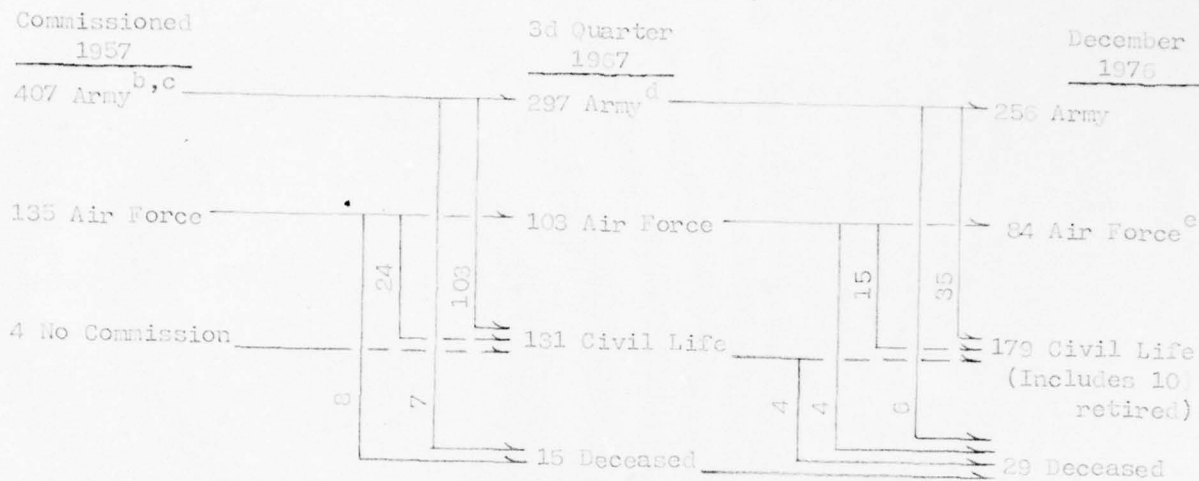 Commissioned
1957
3d Quarter
1967
December
1976
407 Army b,c
297 Army d
256 Army
135 Air Force
103 Air Force
84 Air Force e
24
103
15
35
4 No Commission
131 Civil Life
179 Civil Life
(Includes 10
retired)
8
7
4
4
6
15 Deceased
29 Deceased